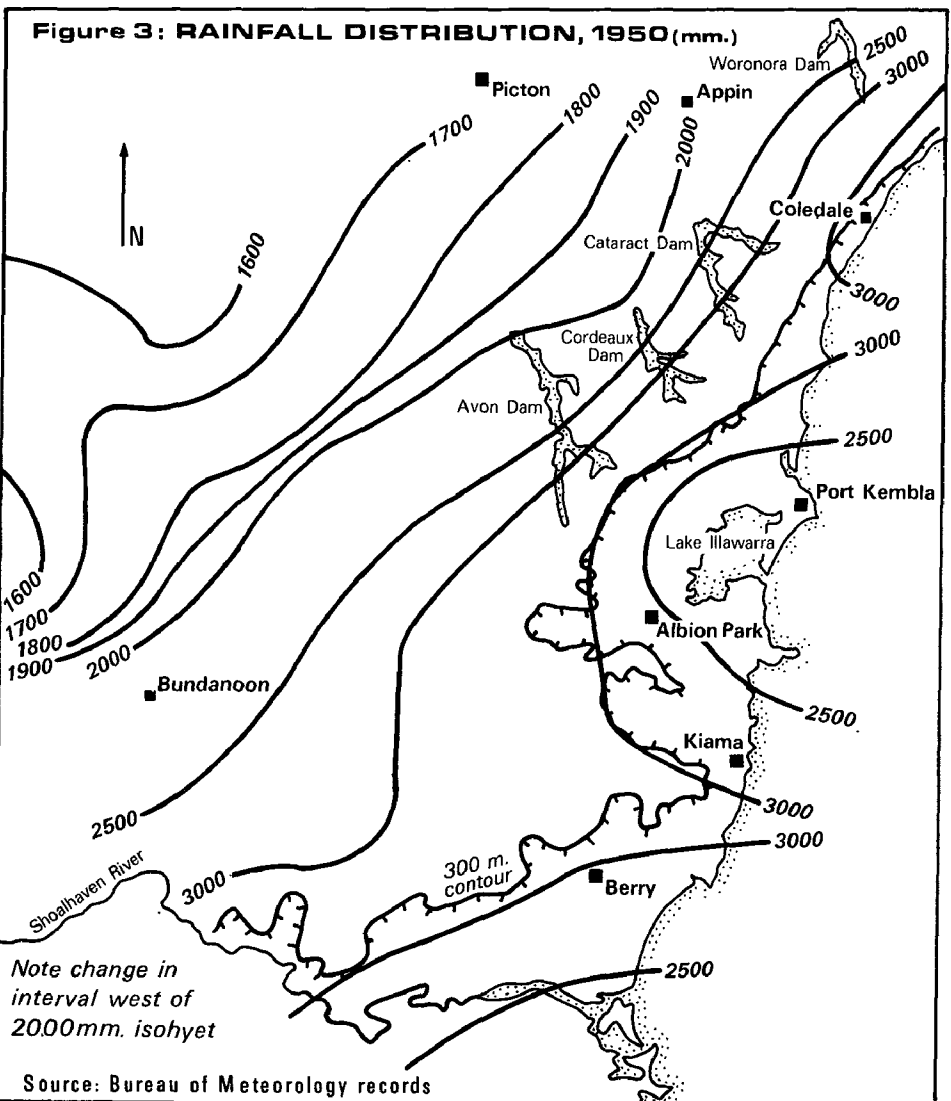 Figure 3: RAINFALL DISTRIBUTION, 1950 (mm.)
2500
Woronora Dam
3000
Picton
Appin
1800
1900
1700
2000
N
Coledale
1600
Cataract Dam
3000
Cordeaux
Dam
3000
Avon Dam
2500
Port Kembla
Lake Illawarra
1600
1700
1800
1900
2000
Albion Park
Bundanoon
2500
Kiama
2500
3000
3000
300 m.
contour
3000
Berry
Shoalhaven River
2500
Note change in
interval west of
2000mm. isohyet
Source: Bureau of Meteorology records